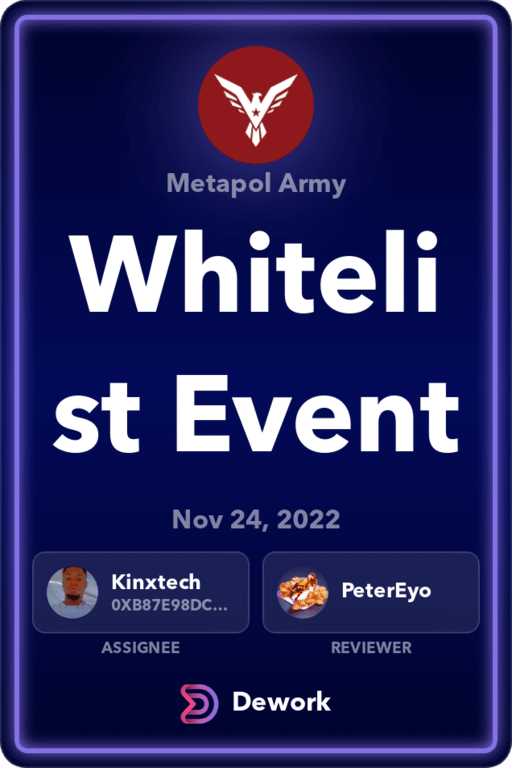 Metapol Army
Whiteli
st Event
Nov 24, 2022
Kinxtech
0XB87E98DC...
PeterEyo
ASSIGNEE
REVIEWER
Dework